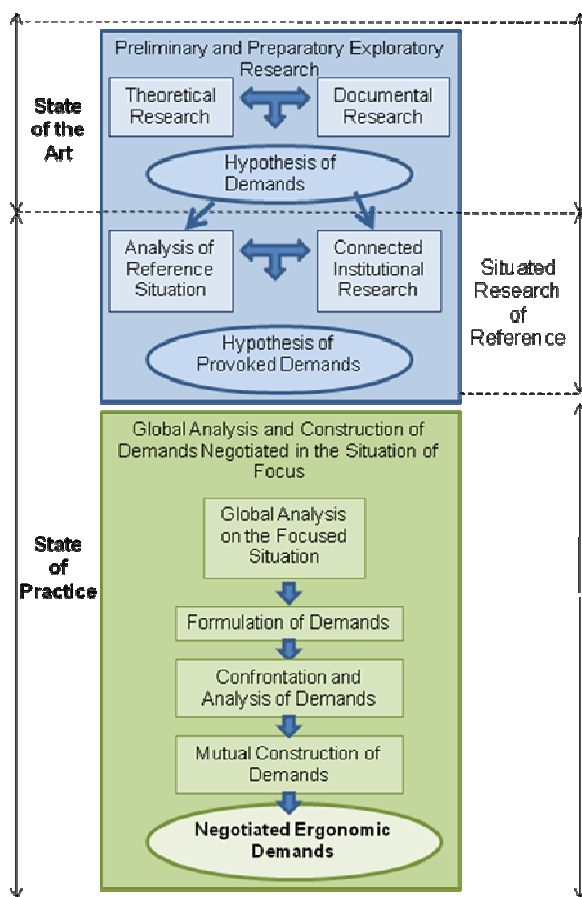 Preliminary and Preparatory Exploratory
Research
State
of the
Art
Theoretical
Research
Documental
Research
Hypothesis of
Demands
Analysis of
Reference
Situation
Connected
Institutional
Research
Situated
Research
of
Reference
Hypothesis of
Provoked Demands
Global Analysis and Construction of
Demands Negotiated in the Situation of
Focus
State
of
Practice
Global Analysis
on the Focused
Situation
Formulation of Demands
Confrontation and
Analysis of Demands
Mutual Construction of
Demands
Negotiated Ergonomic
Demands